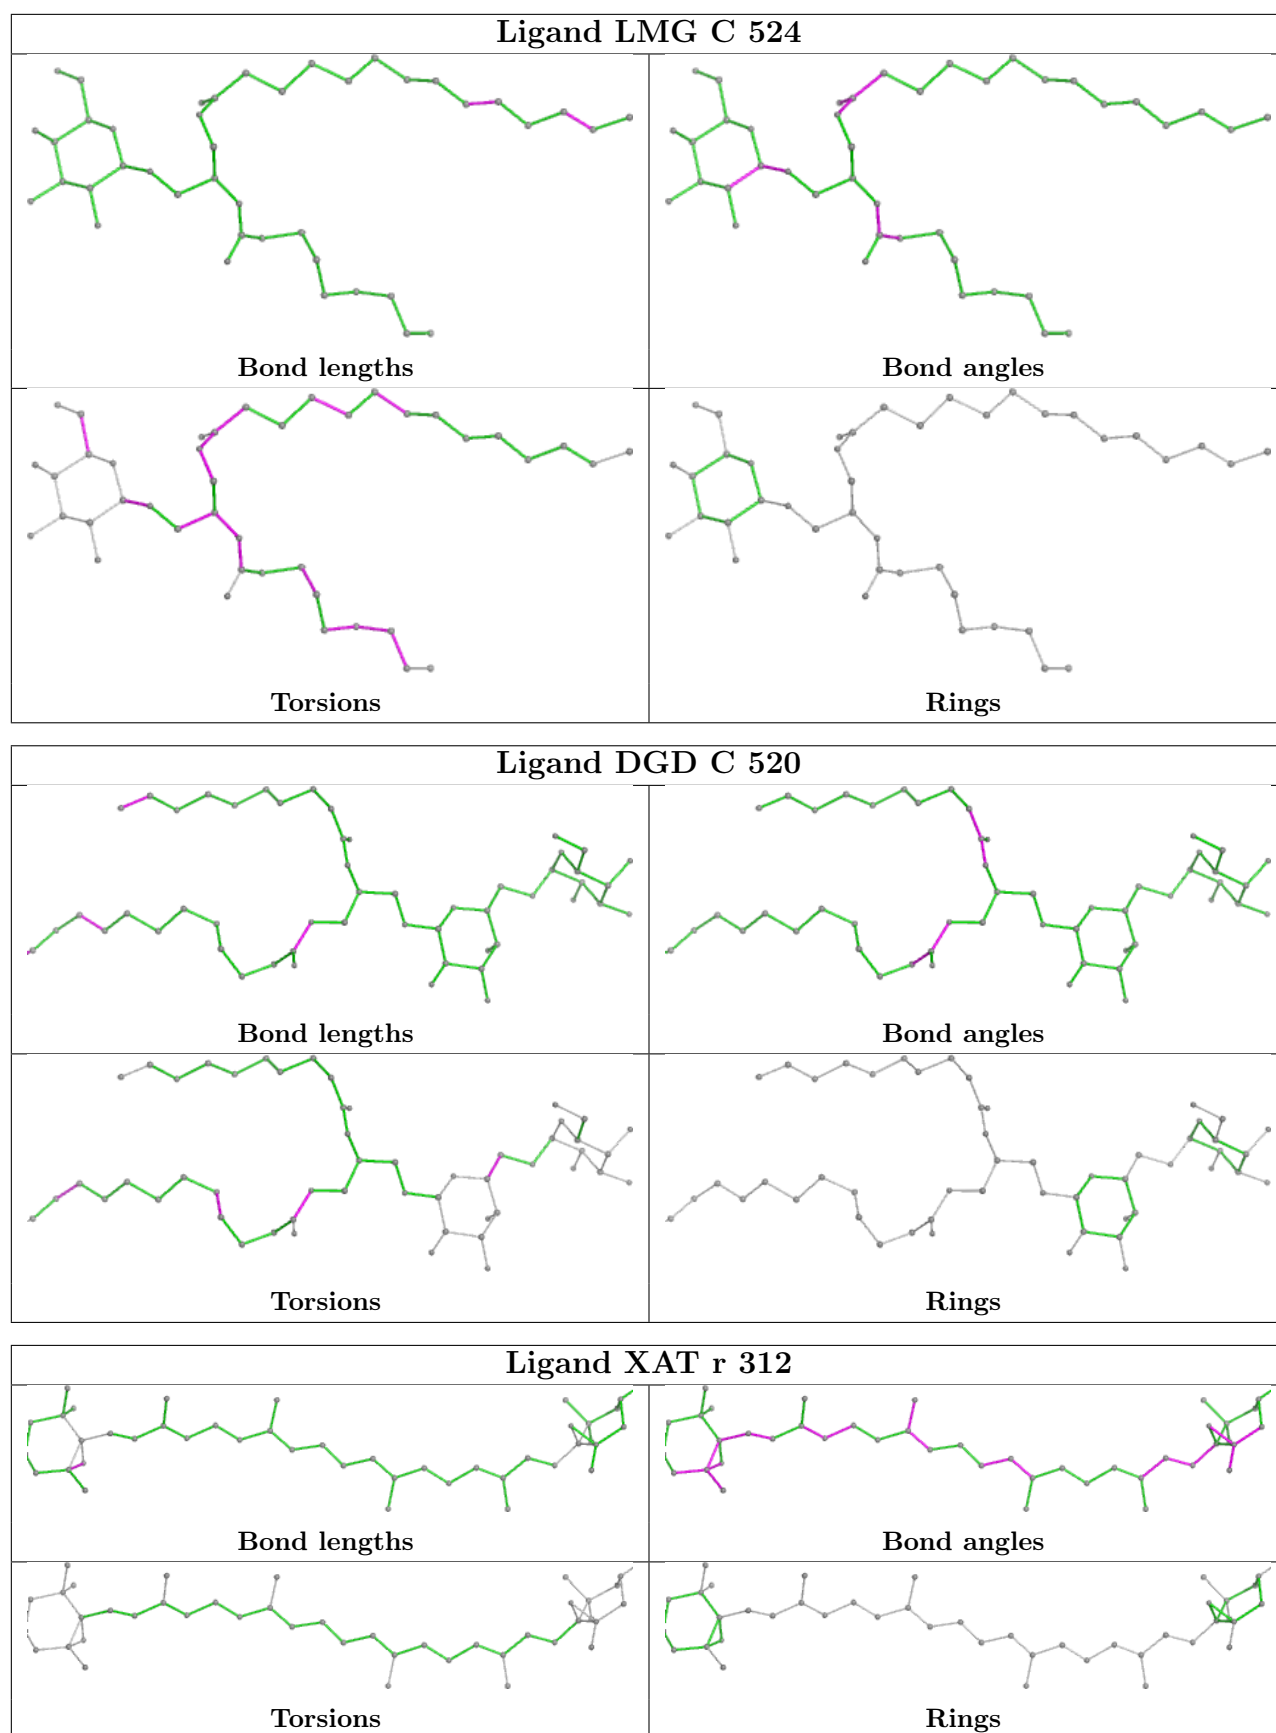 Ligand LMG C 524
Bond lengths
Bond angles
Torsions
Rings
Ligand DGD C 520
Bond lengths
Bond angles
Torsions
Rings
Ligand XAT r 312
Bond lengths
Bond angles
Torsions
Rings